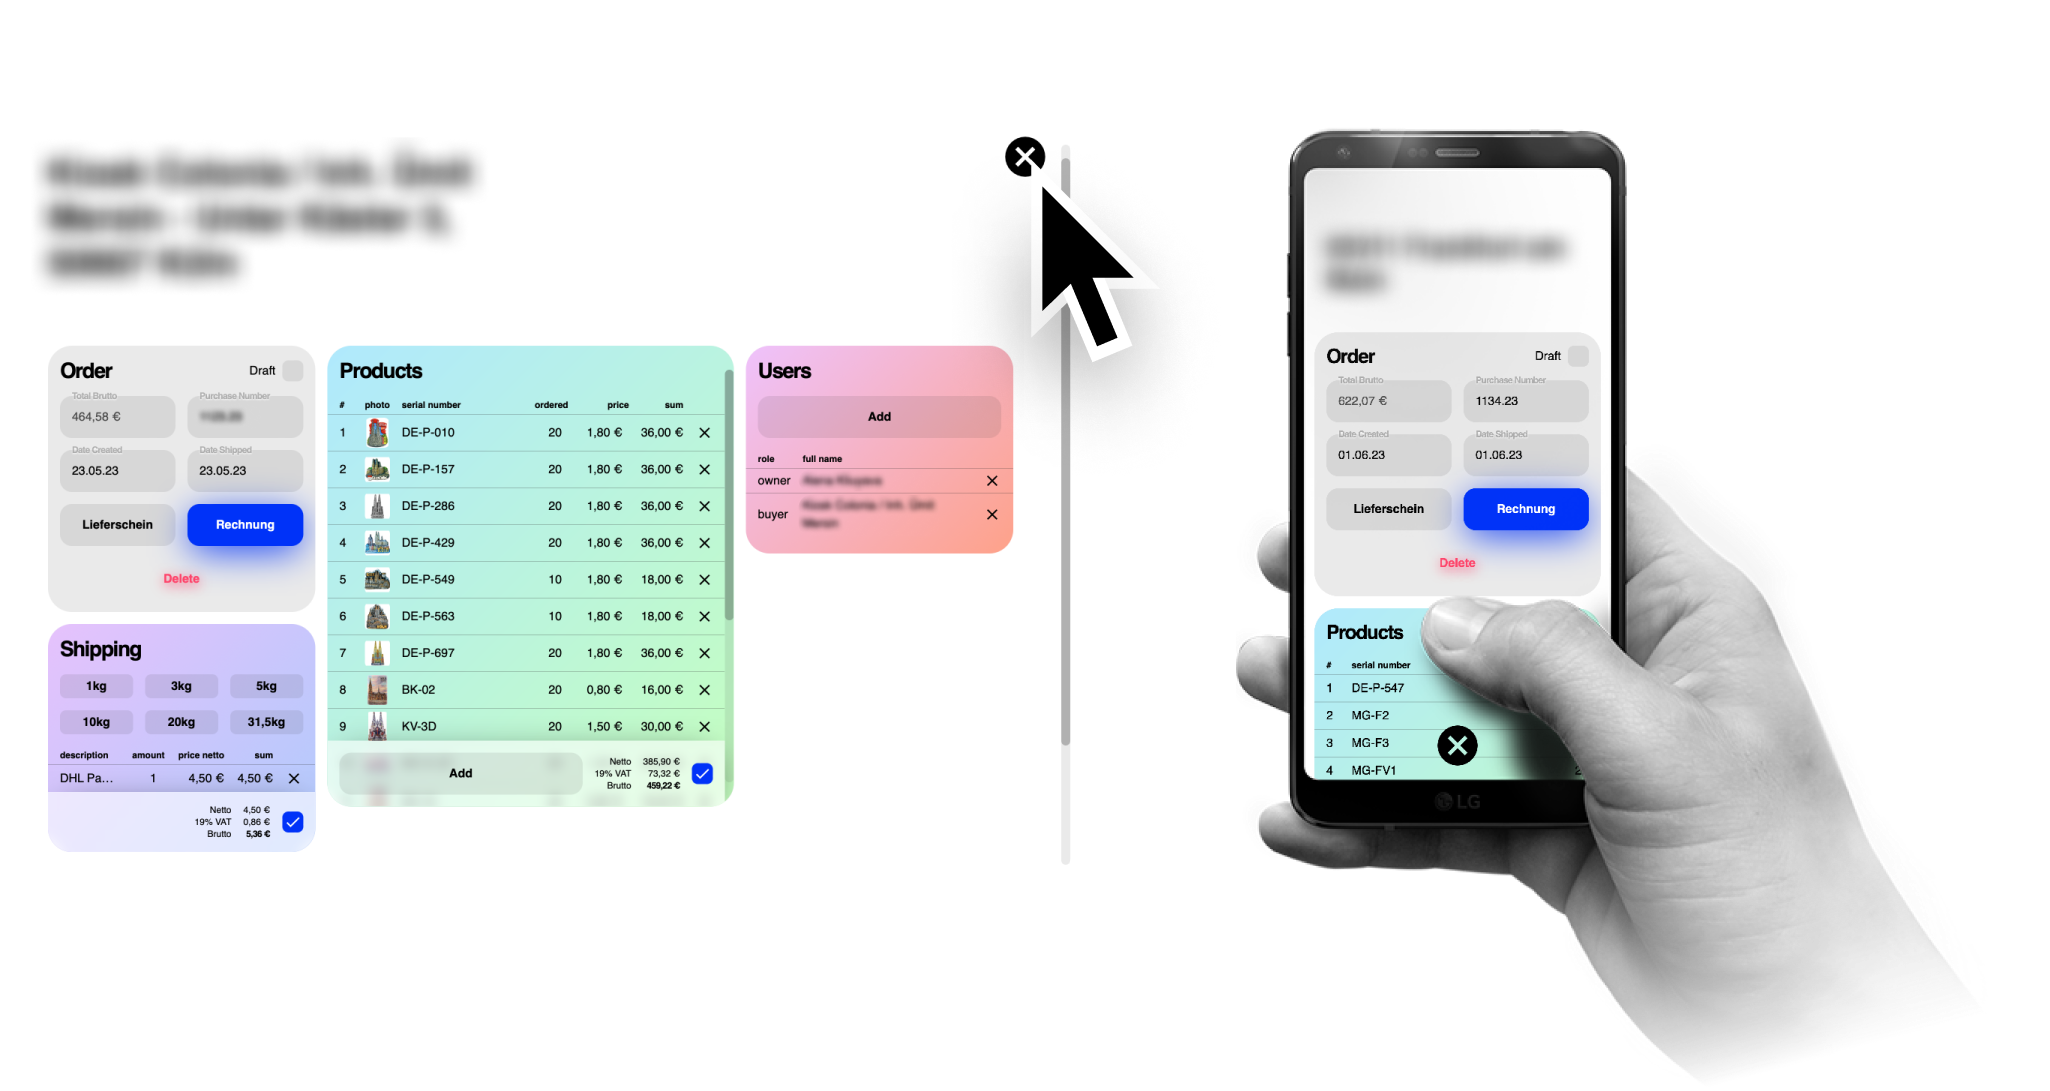 Order
Draft
Total Brutto
Purchase Number
464,58 €
Date Created
Date Shipped
23.05.23
23.05.23
Lieferschein
Rechnung
Delete
Shipping
1kg
3kg
5kg
10kg
20kg
31,5kg
description amount price netto sum
DHL Pa... 1 4,50 € 4,50 €
Netto 4,50 €
19% VAT 0,86 €
Brutto 5,36 €
Products
# photo serial number ordered price sum
1 DE-P-010 20 1,80 € 36,00 €
2 DE-P-157 20 1,80 € 36,00 €
3 DE-P-286 20 1,80 € 36,00 €
4 DE-P-429 20 1,80 € 36,00 €
5 DE-P-549 10 1,80 € 18,00 €
6 DE-P-563 10 1,80 € 18,00 €
7 DE-P-697 20 1,80 € 36,00 €
8 BK-02 20 0,80 € 16,00 €
9 KV-3D 20 1,50 € 30,00 €
Add
Netto 385,90 €
19% VAT 73,32 €
Brutto 459,22 €
Users
Add
role full name
owner
buyer
Order
Draft
Total Brutto
Purchase Number
622,07 €
1134.23
Date Created
Date Shipped
01.06.23
01.06.23
Lieferschein
Rechnung
Delete
Products
# serial number
1 DE-P-547
2 MG-F2
3 MG-F3
4 MG-FV1
LG